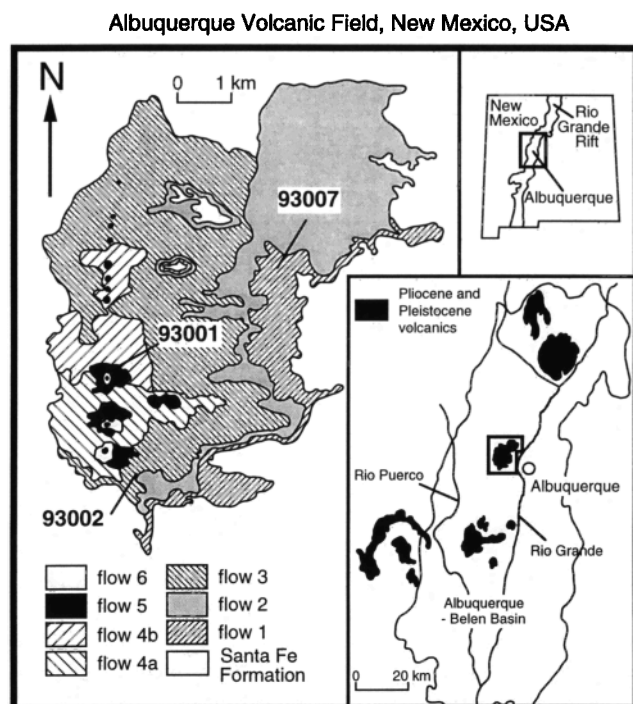 Albuquerque Volcanic Field, New Mexico, USA
N
0 1 km
93007
93001
93002
flow 6
flow 5
flow 4b
flow 4a
flow 3
flow 2
flow 1
Santa Fe
Formation
New
Mexico
Rio
Grande
Rift
Albuquerque
Pliocene and
Pleistocene
volcanics
Rio Puerco
Albuquerque
Rio Grande
Albuquerque
- Belen Basin
0 20 km